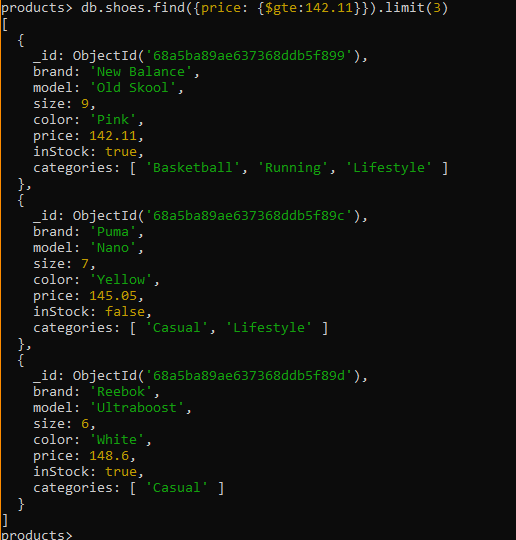 products> db.shoes.find({price: {$gte:142.11}}).limit(3)
[
  {
    _id: ObjectId('68a5ba89ae637368ddb5f899'),
    brand: 'New Balance',
    model: 'Old Skool',
    size: 9,
    color: 'Pink',
    price: 142.11,
    inStock: true,
    categories: [ 'Basketball', 'Running', 'Lifestyle' ]
  },
  {
    _id: ObjectId('68a5ba89ae637368ddb5f89c'),
    brand: 'Puma',
    model: 'Nano',
    size: 7,
    color: 'Yellow',
    price: 145.05,
    inStock: false,
    categories: [ 'Casual', 'Lifestyle' ]
  },
  {
    _id: ObjectId('68a5ba89ae637368ddb5f89d'),
    brand: 'Reebok',
    model: 'Ultraboost',
    size: 6,
    color: 'White',
    price: 148.6,
    inStock: true,
    categories: [ 'Casual' ]
  }
]
products>